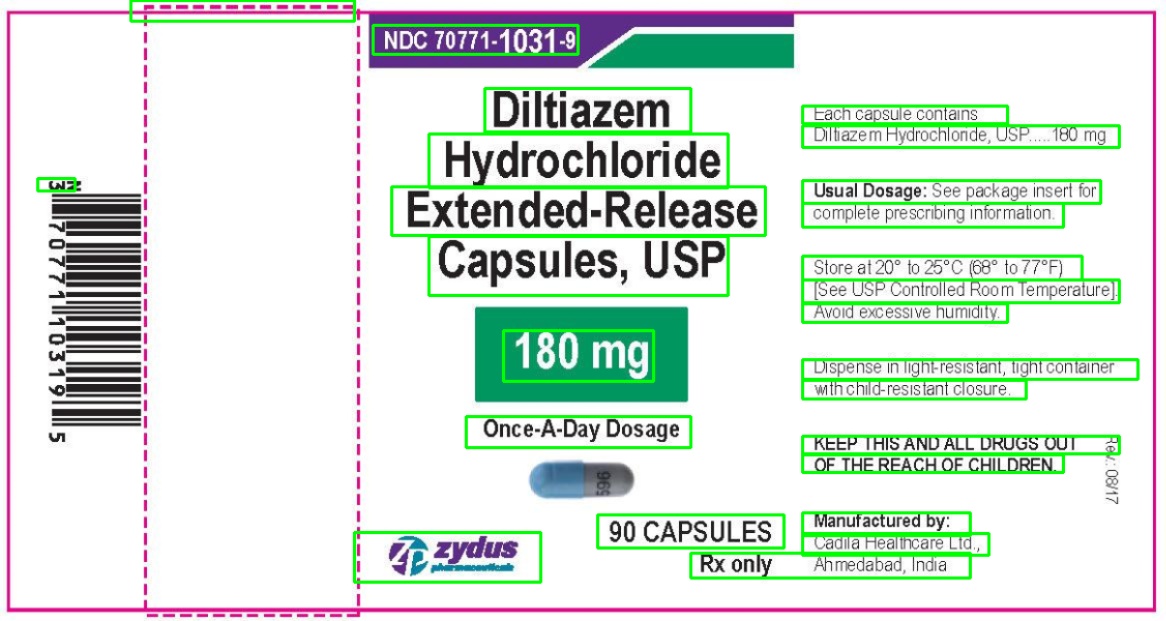 NDC 70771-1031-9
Diltiazem
Hydrochloride
Extended-Release
Capsules, USP
180 mg
Once-A-Day Dosage
596
90 CAPSULES
Rx only
zydus
pharmaceuticals
Each capsule contains
Diltiazem Hydrochloride, USP.....180 mg
Usual Dosage: See package insert for
complete prescribing information.
Store at 20° to 25°C (68° to 77°F)
[See USP Controlled Room Temperature].
Avoid excessive humidity.
Dispense in light-resistant, tight container
with child-resistant closure.
KEEP THIS AND ALL DRUGS OUT
OF THE REACH OF CHILDREN.
Manufactured by:
Cadila Healthcare Ltd.,
Ahmedabad, India
Rev.: 08/17
N
3 70771 10319 5